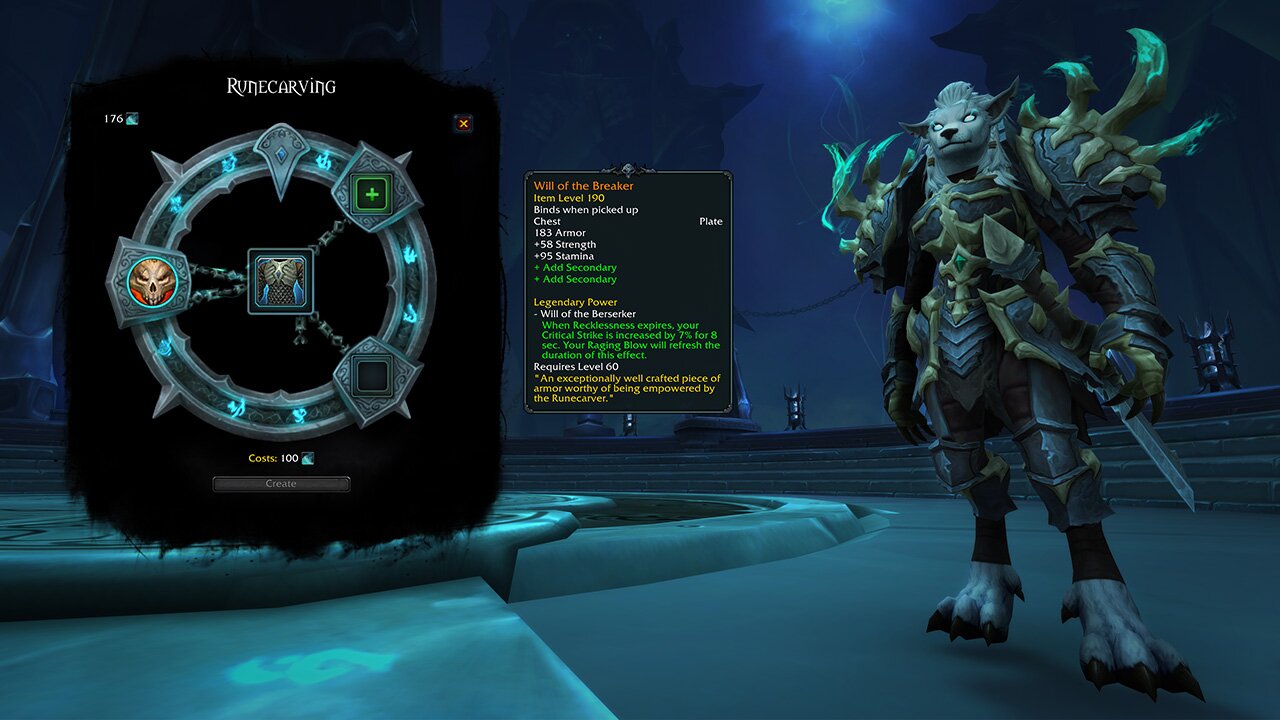 Runecarving
176
Will of the Breaker
Item Level 190
Binds when picked up
Chest Plate
183 Armor
+58 Strength
+95 Stamina
+ Add Secondary
+ Add Secondary
Legendary Power
- Will of the Berserker
When Recklessness expires, your
Critical Strike is increased by 7% for 8
sec. Your Raging Blow will refresh the
duration of this effect.
Requires Level 60
"An exceptionally well crafted piece of
armor worthy of being empowered by
the Runecarver."
Costs: 100
Create